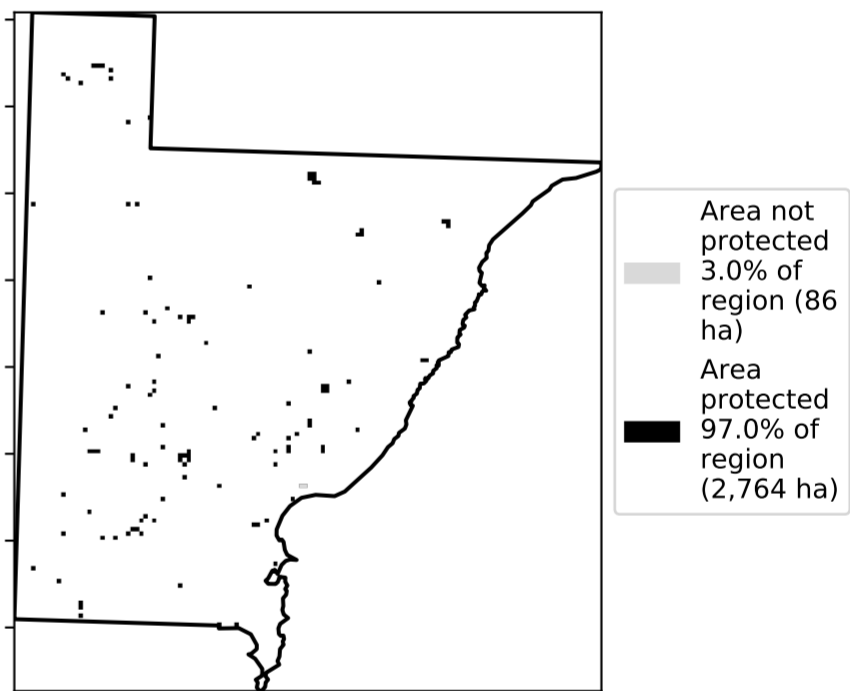 Area not
protected
3.0% of
region (86
ha)
Area
protected
97.0% of
region
(2,764 ha)